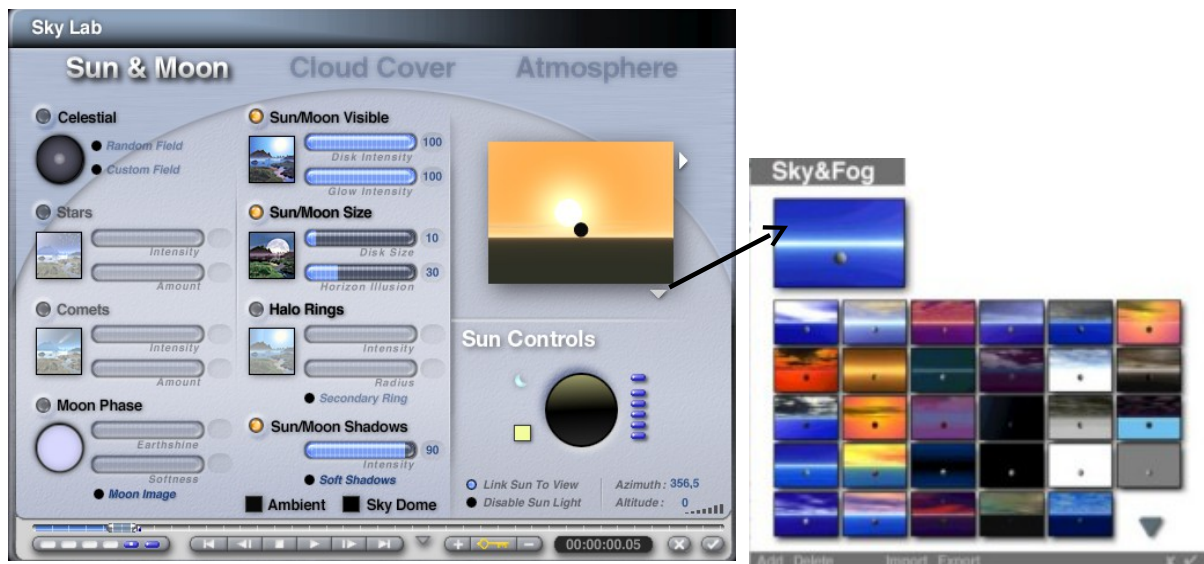 Sky Lab
Sun & Moon
Cloud Cover
Atmosphere
Celestial
Random Field
Custom Field
Stars
Intensity
Amount
Comets
Intensity
Amount
Moon Phase
Earthshine
Softness
Moon Image
Sun/Moon Visible
100
Disk Intensity
100
Glow Intensity
Sun/Moon Size
10
Disk Size
30
Horizon Illusion
Halo Rings
Intensity
Radius
Secondary Ring
Sun/Moon Shadows
90
Intensity
Soft Shadows
Ambient
Sky Dome
Sun Controls
Link Sun To View
Disable Sun Light
Azimuth: 356,5
Altitude: 0
00:00:00.05
Sky&Fog
Add Delete Import Export